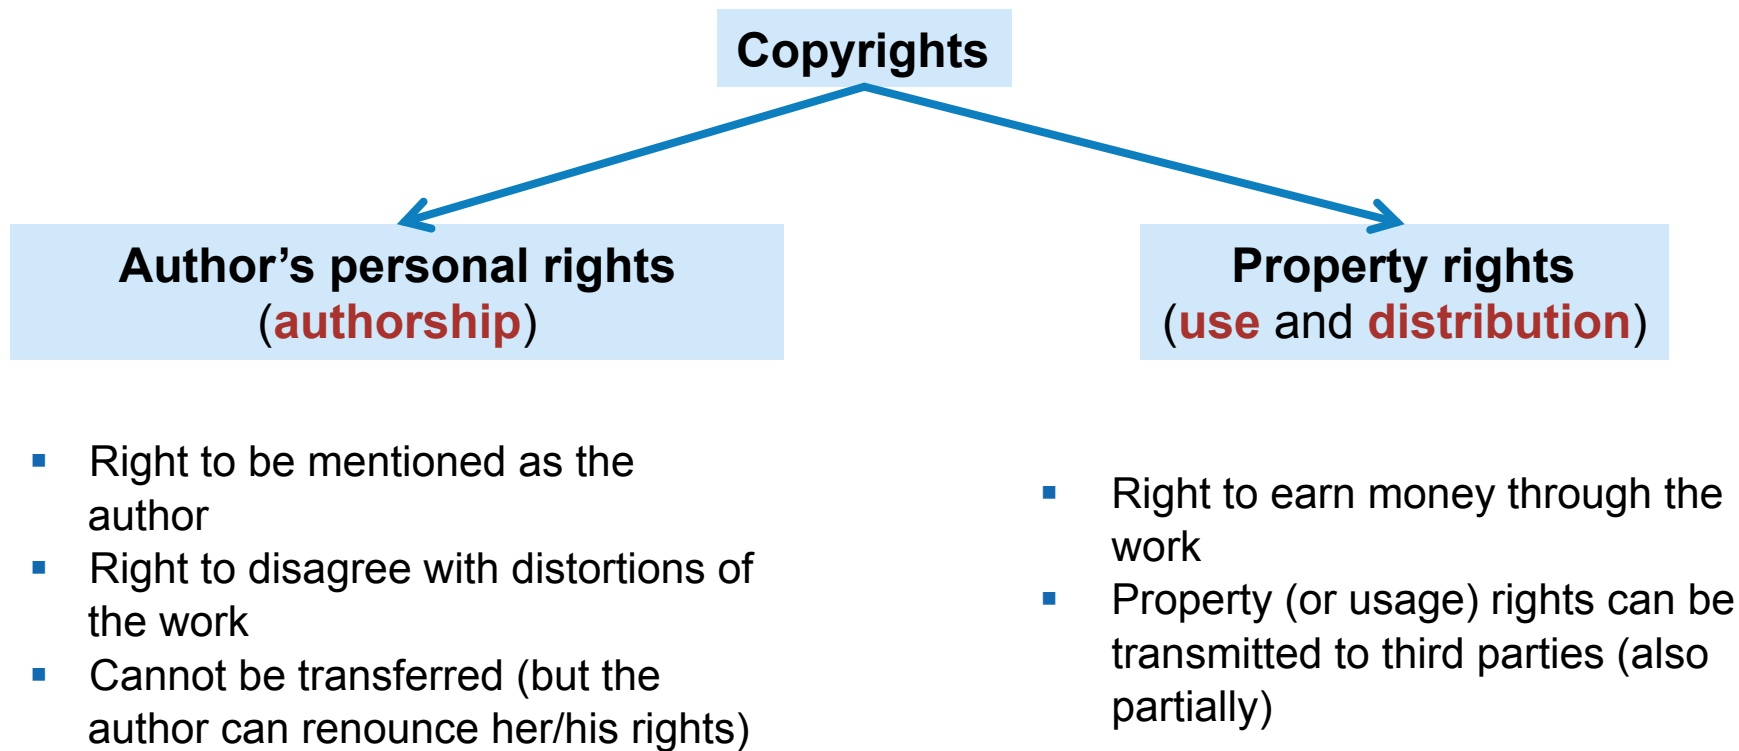 Copyrights
Author’s personal rights
(authorship)
▪ Right to be mentioned as the
author
▪ Right to disagree with distortions of
the work
▪ Cannot be transferred (but the
author can renounce her/his rights)
Property rights
(use and distribution)
▪ Right to earn money through the
work
▪ Property (or usage) rights can be
transmitted to third parties (also
partially)